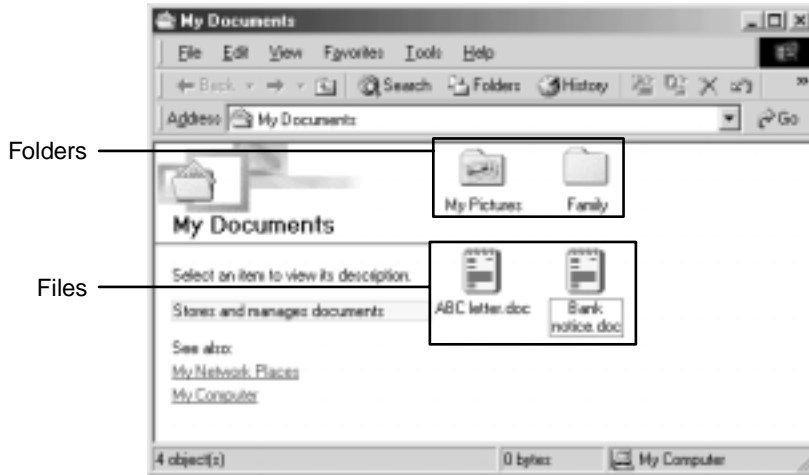 My Documents
File Edit View Favorites Tools Help
Back Search Folders History
Address My Documents Go
Folders
My Pictures Family
My Documents
Files
Select an item to view its description.
ABC letter.doc Bank notice.doc
Stores and manages documents
See also:
My Network Places
My Computer
4 object(s) 0 bytes My Computer